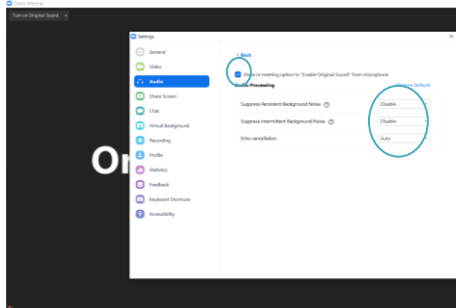 Zoom Meeting
Turn on Original Sound
Settings
General
Video
Audio
Share Screen
Chat
Virtual Background
Recording
Profile
Statistics
Feedback
Keyboard Shortcuts
Accessibility
< Back
Show in-meeting option to "Enable Original Sound" from microphone
Audio Processing
Restore Defaults
Suppress Persistent Background Noise
Disable
Suppress Intermittent Background Noise
Disable
Echo cancellation
Auto
Or